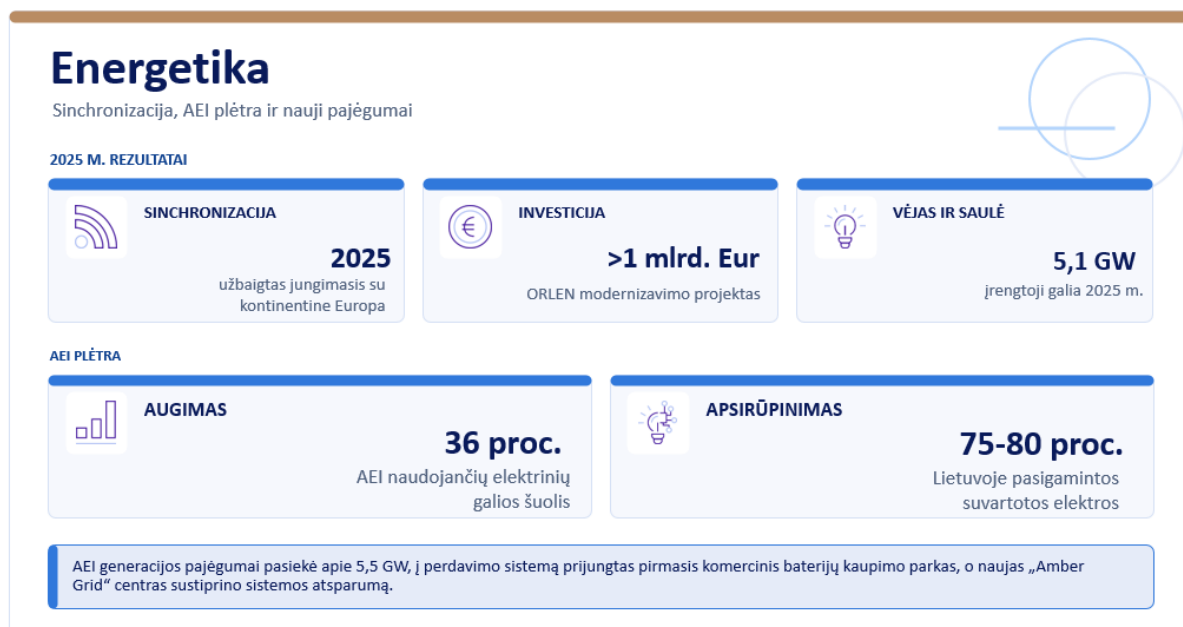 Energetika
Sinchronizacija, AEI plėtra ir nauji pajėgumai
2025 M. REZULTATAI
SINCHRONIZACIJA
2025
užbaigtas jungimasis su
kontinentine Europa
INVESTICIJA
>1 mlrd. Eur
ORLEN modernizavimo projektas
VĖJAS IR SAULĖ
5,1 GW
įrengtoji galia 2025 m.
AEI PLĖTRA
AUGIMAS
36 proc.
AEI naudojančių elektrinių
galios šuolis
APSIRŪPINIMAS
75-80 proc.
Lietuvoje pasigamintos
suvartotos elektros
AEI generacijos pajėgumai pasiekė apie 5,5 GW, į perdavimo sistemą prijungtas pirmasis komercinis baterijų kaupimo parkas, o naujas „Amber
Grid“ centras sustiprino sistemos atsparumą.